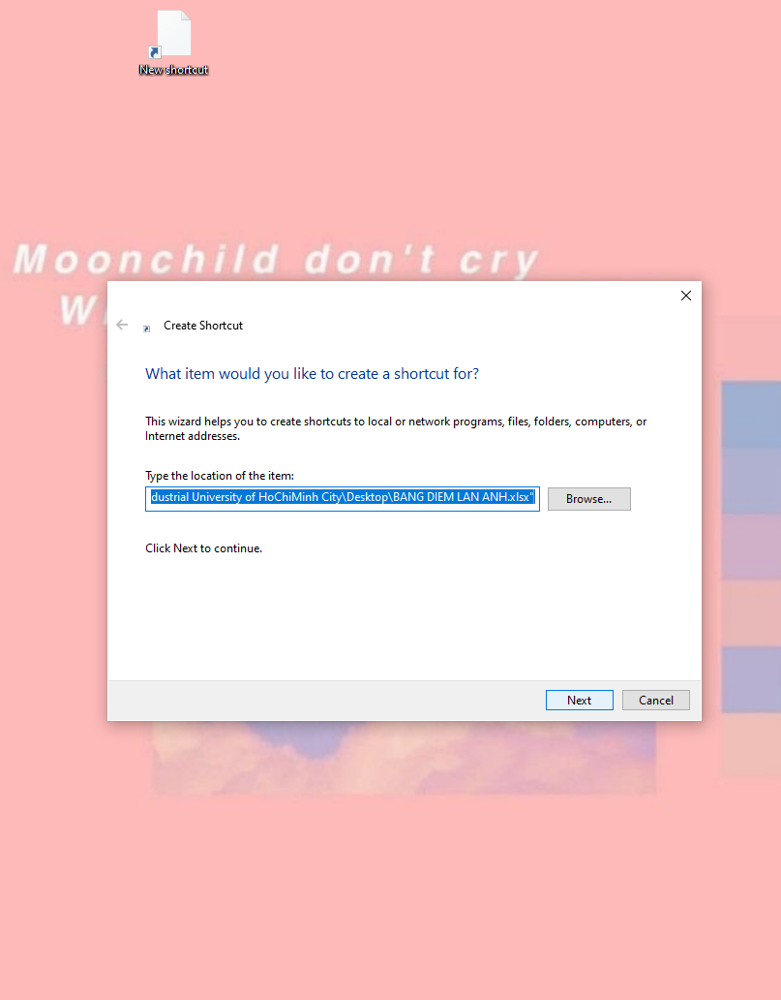 New shortcut
Moonchild don't cry
W
Create Shortcut
What item would you like to create a shortcut for?
This wizard helps you to create shortcuts to local or network programs, files, folders, computers, or
Internet addresses.
Type the location of the item:
dustrial University of HoChiMinh City\Desktop\BANG DIEM LAN ANH.xlsx"
Browse...
Click Next to continue.
Next
Cancel